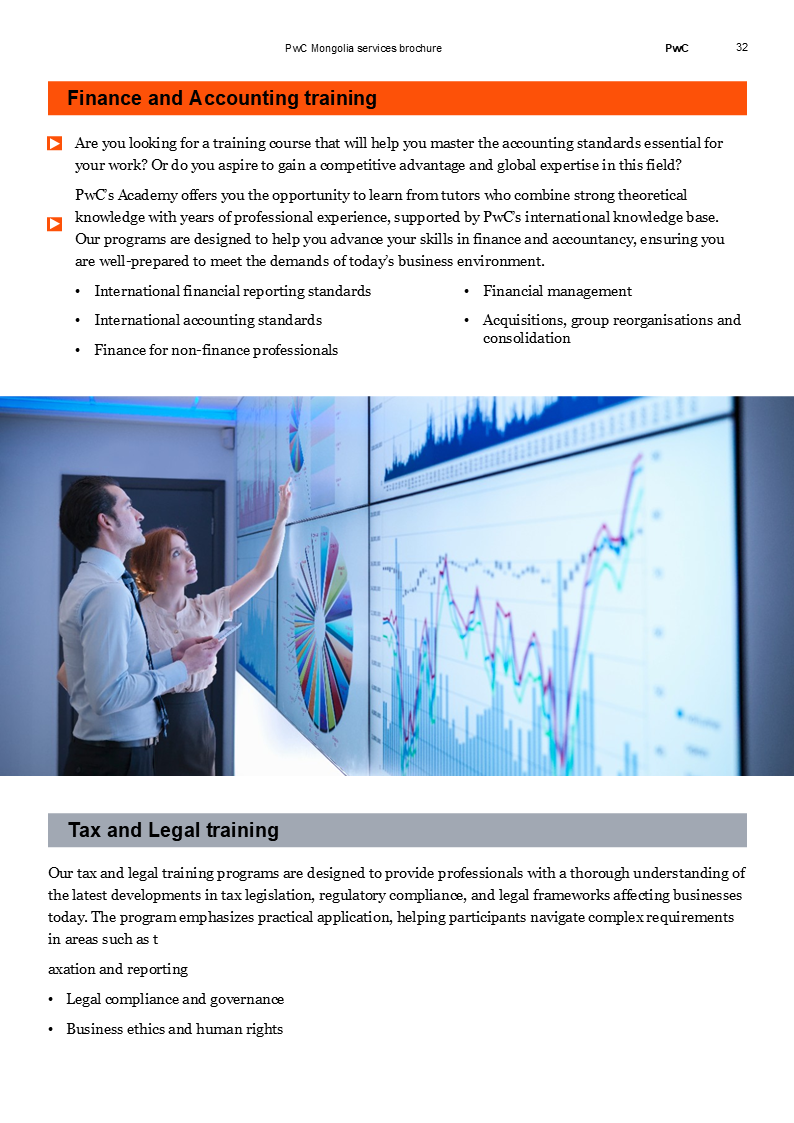 PwC Mongolia services brochure
PwC
32
Finance and Accounting training
Are you looking for a training course that will help you master the accounting standards essential for
your work? Or do you aspire to gain a competitive advantage and global expertise in this field?
PwC's Academy offers you the opportunity to learn from tutors who combine strong theoretical
knowledge with years of professional experience, supported by PwC's international knowledge base.
Our programs are designed to help you advance your skills in finance and accountancy, ensuring you
are well-prepared to meet the demands of today's business environment.
• International financial reporting standards
• International accounting standards
• Finance for non-finance professionals
• Financial management
• Acquisitions, group reorganisations and
consolidation
Tax and Legal training
Our tax and legal training programs are designed to provide professionals with a thorough understanding of
the latest developments in tax legislation, regulatory compliance, and legal frameworks affecting businesses
today. The program emphasizes practical application, helping participants navigate complex requirements
in areas such as t
axation and reporting
• Legal compliance and governance
• Business ethics and human rights